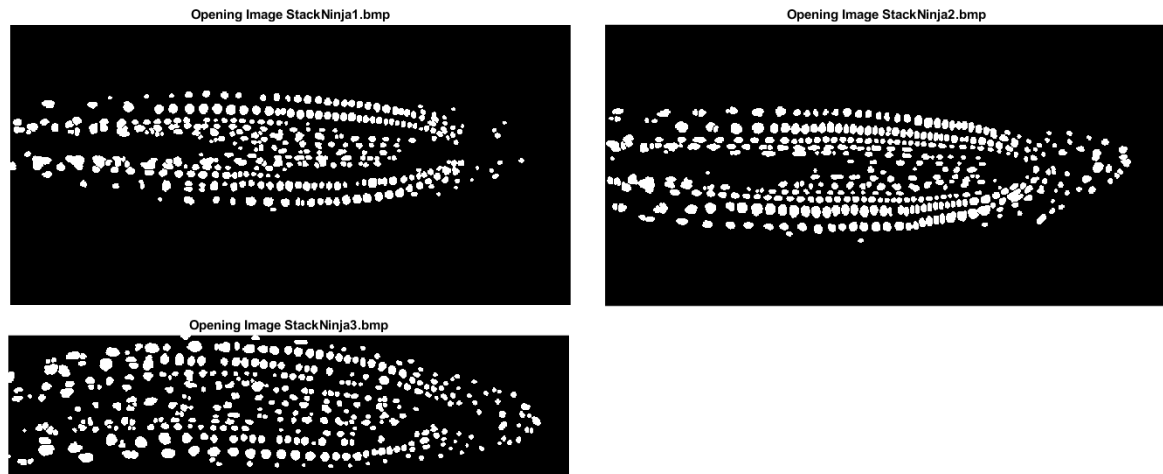 Opening Image StackNinja1.bmp
Opening Image StackNinja2.bmp
Opening Image StackNinja3.bmp